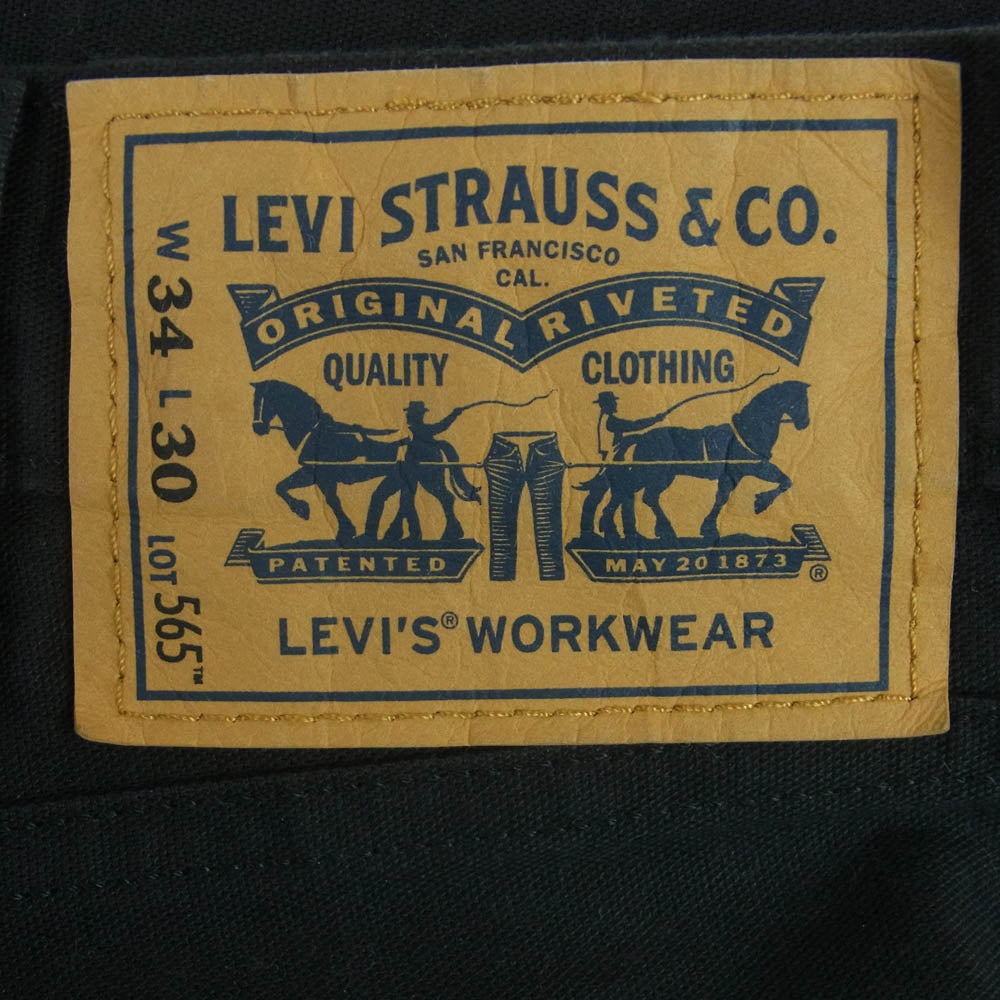 LEVI STRAUSS & CO.
SAN FRANCISCO
CAL.
ORIGINAL RIVETED
QUALITY CLOTHING
PATENTED MAY 20 1873 ®
LEVI'S® WORKWEAR
W 34 L 30 LOT 565™